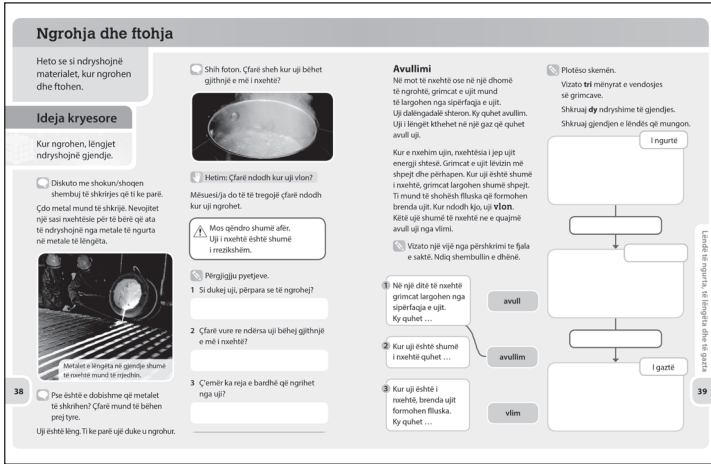 Ngrohja dhe ftohja
Heto se si ndryshojnë
materialet, kur ngrohen
dhe ftohen.
Ideja kryesore
Kur ngrohen, lëngjet
ndryshojnë gjendje.
Diskuto me shokun/shoqen
shembuj të shkrirjes që ti ke parë.
Çdo metal mund të shkrijë. Nevojitet
një sasi nxehtësie për të bërë që ata
të ndryshojnë nga metale të ngurta
në metale të lëngëta.
Metalet e lëngëta në gjendje shumë
të nxehtë mund të rrjedhin.
Pse është e dobishme që metalet
të shkrihen? Çfarë mund të bëhen
prej tyre.
Uji është lëng. Ti ke parë ujë duke u ngrohur.
38
Shih foton. Çfarë sheh kur uji bëhet
gjithnjë e më i nxehtë?
Hetim: Çfarë ndodh kur uji vlon?
Mësuesi/ja do të të tregojë çfarë ndodh
kur uji ngrohet.
Mos qëndro shumë afër.
Uji i nxehtë është shumë
i rrezikshëm.
Përgjigju pyetjeve.
1 Si dukej uji, përpara se të ngrohej?
2 Çfarë vure re ndërsa uji bëhej gjithnjë
e më i nxehtë?
3 Ç'emër ka reja e bardhë që ngrihet
nga uji?
Avullimi
Në mot të nxehtë ose në një dhomë
të ngrohtë, grimcat e ujit mund
të largohen nga sipërfaqja e ujit.
Uji dalëngadalë shteron. Ky quhet avullim.
Uji i lëngët kthehet në një gaz që quhet
avull uji.
Kur e nxehim ujin, nxehtësia i jep ujit
energji shtesë. Grimcat e ujit lëvizin më
shpejt dhe përhapen. Kur uji është shumë
i nxehtë, grimcat largohen shumë shpejt.
Ti mund të shohësh flluska që formohen
brenda ujit. Kur ndodh kjo, uji vlon.
Këtë ujë shumë të nxehtë ne e quajmë
avull uji nga vlimi.
Vizato një vijë nga përshkrimi te fjala
e saktë. Ndiq shembullin e dhënë.
1 Në një ditë të nxehtë
grimcat largohen nga
sipërfaqja e ujit.
Ky quhet …
2 Kur uji është shumë
i nxehtë quhet …
3 Kur uji është i
nxehtë, brenda ujit
formohen flluska.
Ky quhet …
avull
avullim
vlim
Plotëso skemën.
Vizato tri mënyrat e vendosjes
së grimcave.
Shkruaj dy ndryshime të gjendjes.
Shkruaj gjendjen e lëndës që mungon.
I ngurtë
I gaztë
Lëndë të ngurta, të lëngëta dhe të gazta
39